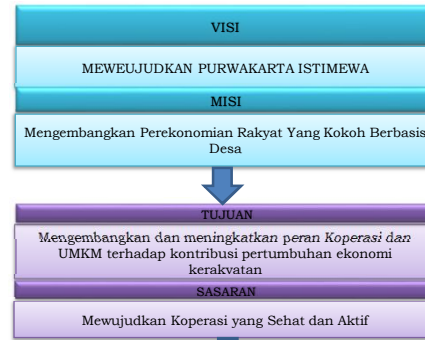 VISI
MEWEUJUDKAN PURWAKARTA ISTIMEWA
MISI
Mengembangkan Perekonomian Rakyat Yang Kokoh Berbasis
Desa
TUJUAN
Mengembangkan dan meningkatkan peran Koperasi dan
UMKM terhadap kontribusi pertumbuhan ekonomi
kerakvatan
SASARAN
Mewujudkan Koperasi yang Sehat dan Aktif